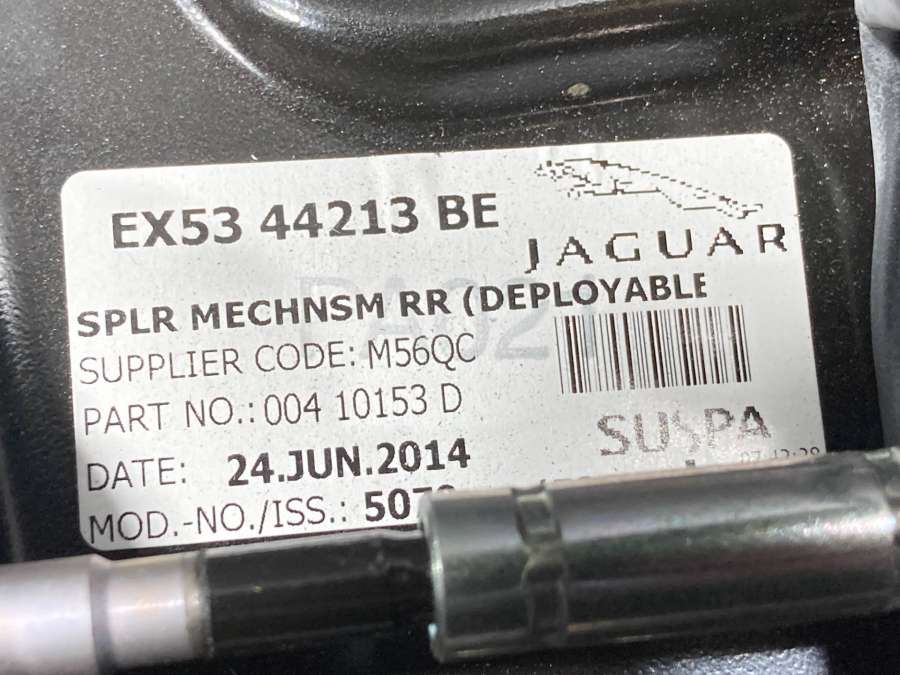 EX53 44213 BE
JAGUAR
SPLR MECHNSM RR (DEPLOYABLE
SUPPLIER CODE: M56QC
PART NO.: 004 10153 D
SUSPA
DATE: 24.JUN.2014
MOD.-NO./ISS.: